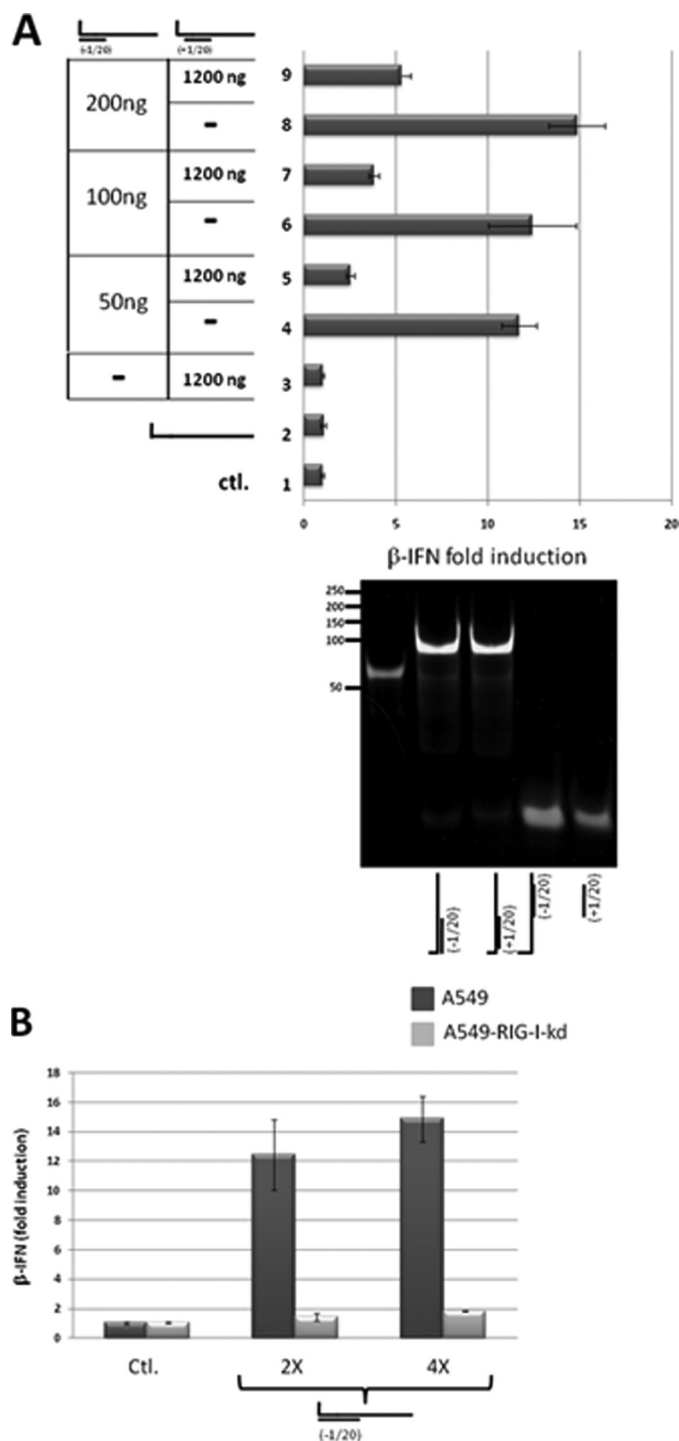 A
(-1/20) (+1/20)
200ng 1200 ng 9
- 8
100ng 1200 ng 7
- 6
50ng 1200 ng 5
- 4
- 1200 ng 3
2
ctl. 1
0 5 10 15 20
β-IFN fold induction
250
200
150
100
50
(-1/20) (+1/20) (-1/20) (+1/20)
B
A549
A549-RIG-I-kd
β-IFN (fold induction)
18
16
14
12
10
8
6
4
2
0
Ctl. 2X 4X
(-1/20)